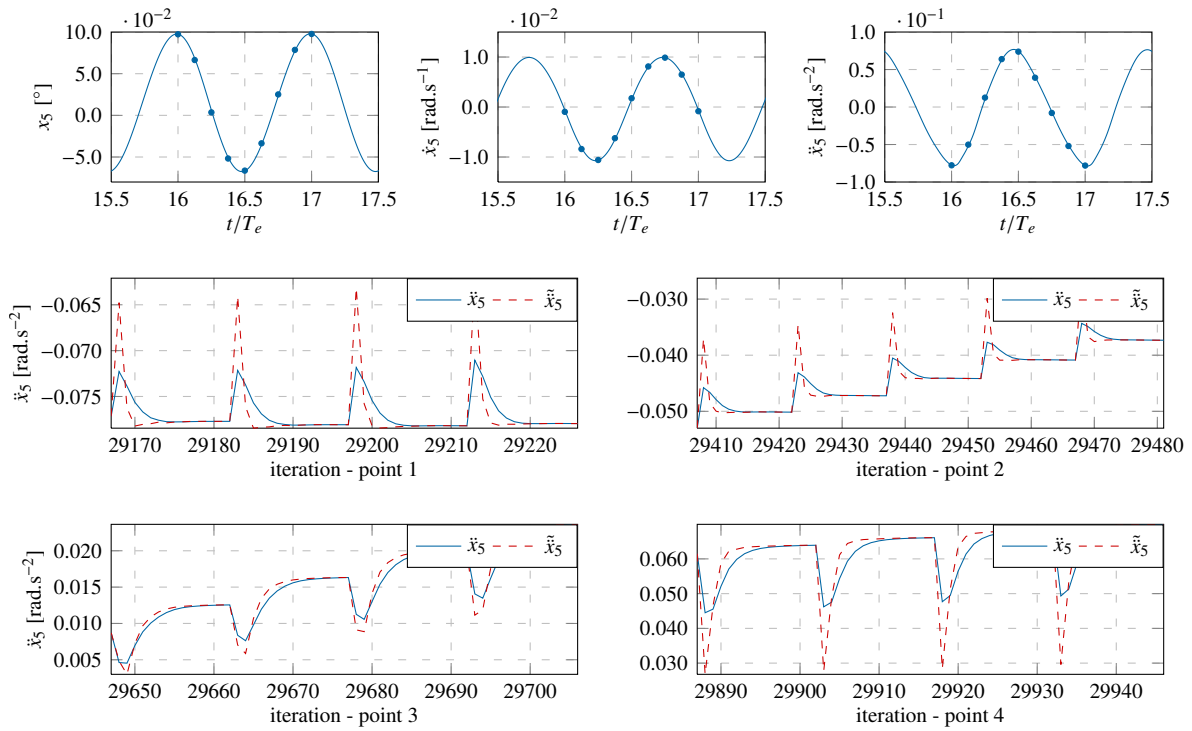 ·10⁻² ·10⁻² ·10⁻¹
x₅ [°] 10.0 5.0 0.0 −5.0
15.5 16 16.5 17 17.5
t/Tₑ
ẋ₅ [rad.s⁻¹] 1.0 0.0 −1.0
15.5 16 16.5 17 17.5
t/Tₑ
ẍ₅ [rad.s⁻²] 1.0 0.5 0.0 −0.5 −1.0
15.5 16 16.5 17 17.5
t/Tₑ
ẍ₅ [rad.s⁻²] −0.065 −0.070 −0.075
ẍ₅ ẍ̃₅
29170 29180 29190 29200 29210 29220
iteration - point 1
−0.030 −0.040 −0.050
ẍ₅ ẍ̃₅
29410 29420 29430 29440 29450 29460 29470 29480
iteration - point 2
ẍ₅ [rad.s⁻²] 0.020 0.015 0.010 0.005
ẍ₅ ẍ̃₅
29650 29660 29670 29680 29690 29700
iteration - point 3
0.060 0.050 0.040 0.030
ẍ₅ ẍ̃₅
29890 29900 29910 29920 29930 29940
iteration - point 4